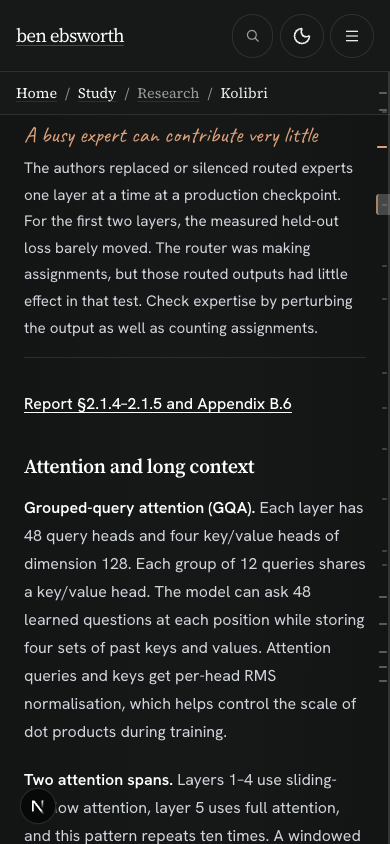 ben ebsworth
Home / Study / Research / Kolibri
A busy expert can contribute very little
The authors replaced or silenced routed experts
one layer at a time at a production checkpoint.
For the first two layers, the measured held-out
loss barely moved. The router was making
assignments, but those routed outputs had little
effect in that test. Check expertise by perturbing
the output as well as counting assignments.
Report §2.1.4–2.1.5 and Appendix B.6
Attention and long context
Grouped-query attention (GQA). Each layer has
48 query heads and four key/value heads of
dimension 128. Each group of 12 queries shares
a key/value head. The model can ask 48
learned questions at each position while storing
four sets of past keys and values. Attention
queries and keys get per-head RMS
normalisation, which helps control the scale of
dot products during training.
Two attention spans. Layers 1–4 use sliding-
N
ow attention, layer 5 uses full attention,
and this pattern repeats ten times. A windowed